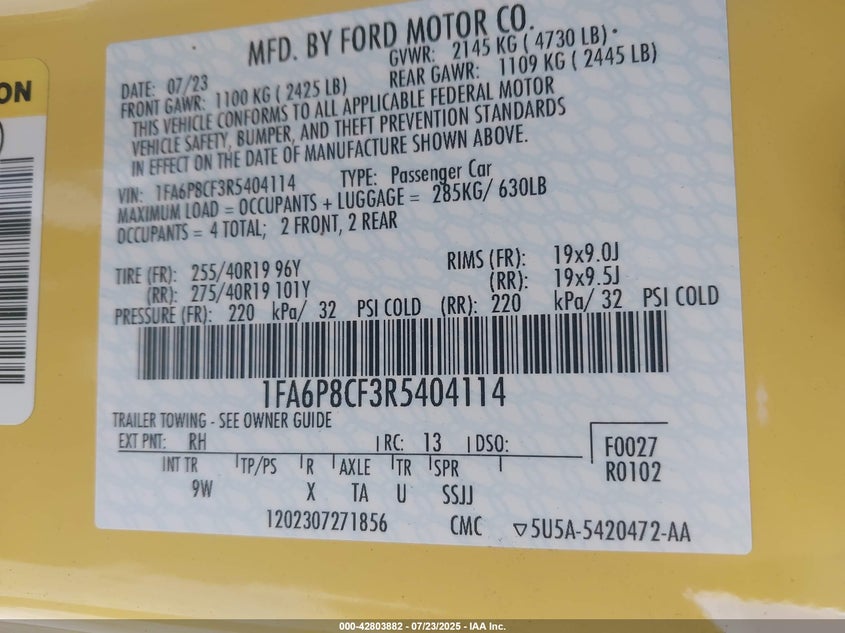 ON
MFD. BY FORD MOTOR CO.
DATE: 07/23 GVWR: 2145 KG ( 4730 LB)
FRONT GAWR: 1100 KG ( 2425 LB) REAR GAWR: 1109 KG ( 2445 LB)
THIS VEHICLE CONFORMS TO ALL APPLICABLE FEDERAL MOTOR
VEHICLE SAFETY, BUMPER, AND THEFT PREVENTION STANDARDS
IN EFFECT ON THE DATE OF MANUFACTURE SHOWN ABOVE.
VIN: 1FA6P8CF3R5404114 TYPE: Passenger Car
MAXIMUM LOAD = OCCUPANTS + LUGGAGE = 285KG/ 630LB
OCCUPANTS = 4 TOTAL; 2 FRONT, 2 REAR
TIRE (FR): 255/40R19 96Y RIMS (FR): 19x9.0J
(RR): 275/40R19 101Y (RR): 19x9.5J
PRESSURE (FR): 220 kPa/ 32 PSI COLD (RR): 220 kPa/ 32 PSI COLD
1FA6P8CF3R5404114
TRAILER TOWING - SEE OWNER GUIDE
EXT PNT: RH RC: 13 DSO: F0027
R0102
INT TR TP/PS R AXLE TR SPR
9W X TA U SSJJ
1202307271856 CMC ▽5U5A-5420472-AA
000-42803882 - 07/23/2025 - IAA Inc.